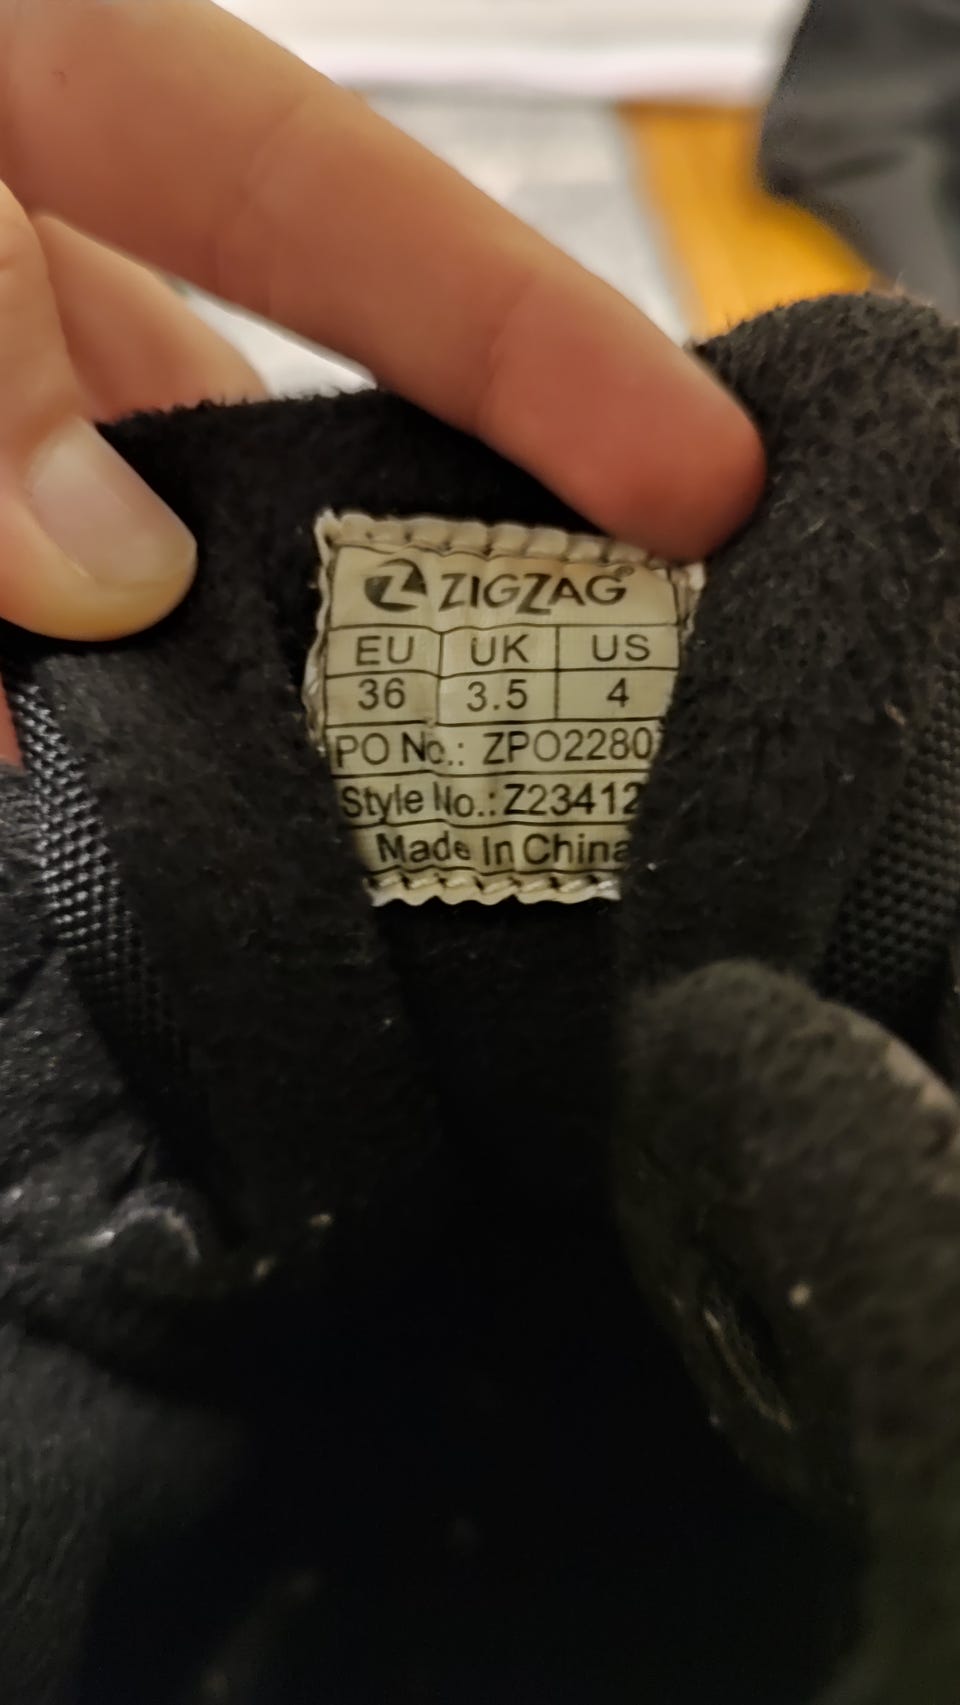 Z ZIGZAG®
EU UK US
36 3.5 4
PO No.: ZPO2280
Style No.: Z23412
Made In China